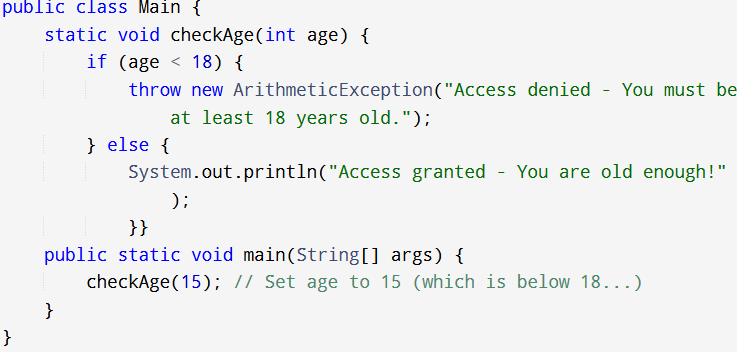 public class Main {
static void checkAge(int age) {
if (age < 18) {
throw new ArithmeticException("Access denied - You must be
at least 18 years old.");
} else {
System.out.println("Access granted - You are old enough!"
);
}}
public static void main(String[] args) {
checkAge(15); // Set age to 15 (which is below 18...)
}
}